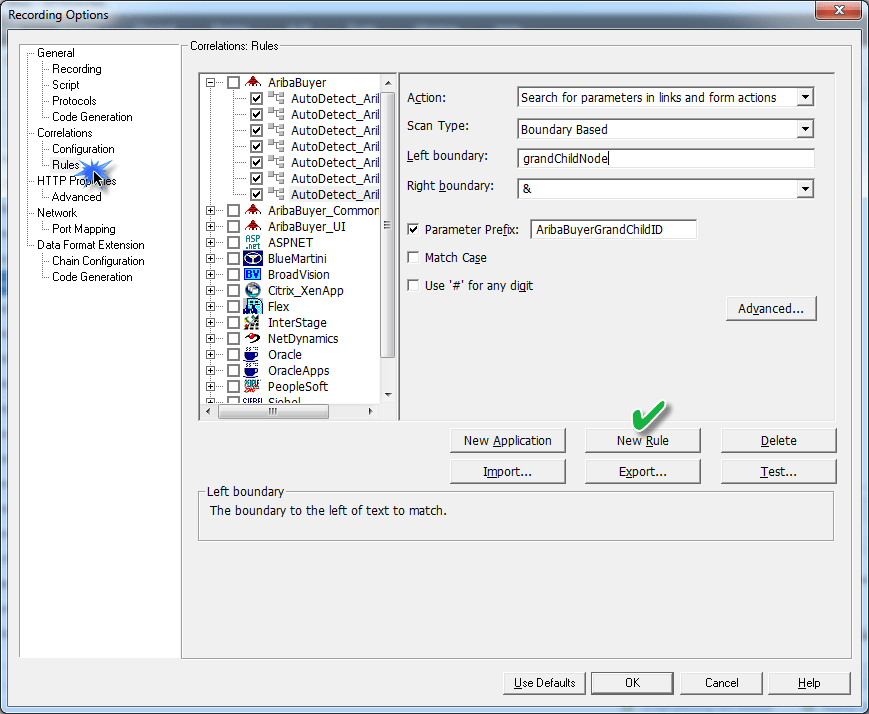 Recording Options
General
Recording
Script
Protocols
Code Generation
Correlations
Configuration
Rules
HTTP Properties
Advanced
Network
Port Mapping
Data Format Extension
Chain Configuration
Code Generation
Correlations: Rules
AribaBuyer
AutoDetect_Ari
AutoDetect_Ari
AutoDetect_Ari
AutoDetect_Ari
AutoDetect_Ari
AutoDetect_Ari
AutoDetect_Ari
AribaBuyer_Common
AribaBuyer_UI
ASP .net ASPNET
BlueMartini
BV BroadVision
Citrix_XenApp
Flex
InterStage
NetDynamics
Oracle
OracleApps
PeopleSoft
SIEBEL Siebel
Action: Search for parameters in links and form actions
Scan Type: Boundary Based
Left boundary: grandChildNode
Right boundary: &
Parameter Prefix: AribaBuyerGrandChildID
Match Case
Use '#' for any digit
Advanced...
New Application New Rule Delete
Import... Export... Test...
Left boundary
The boundary to the left of text to match.
Use Defaults OK Cancel Help